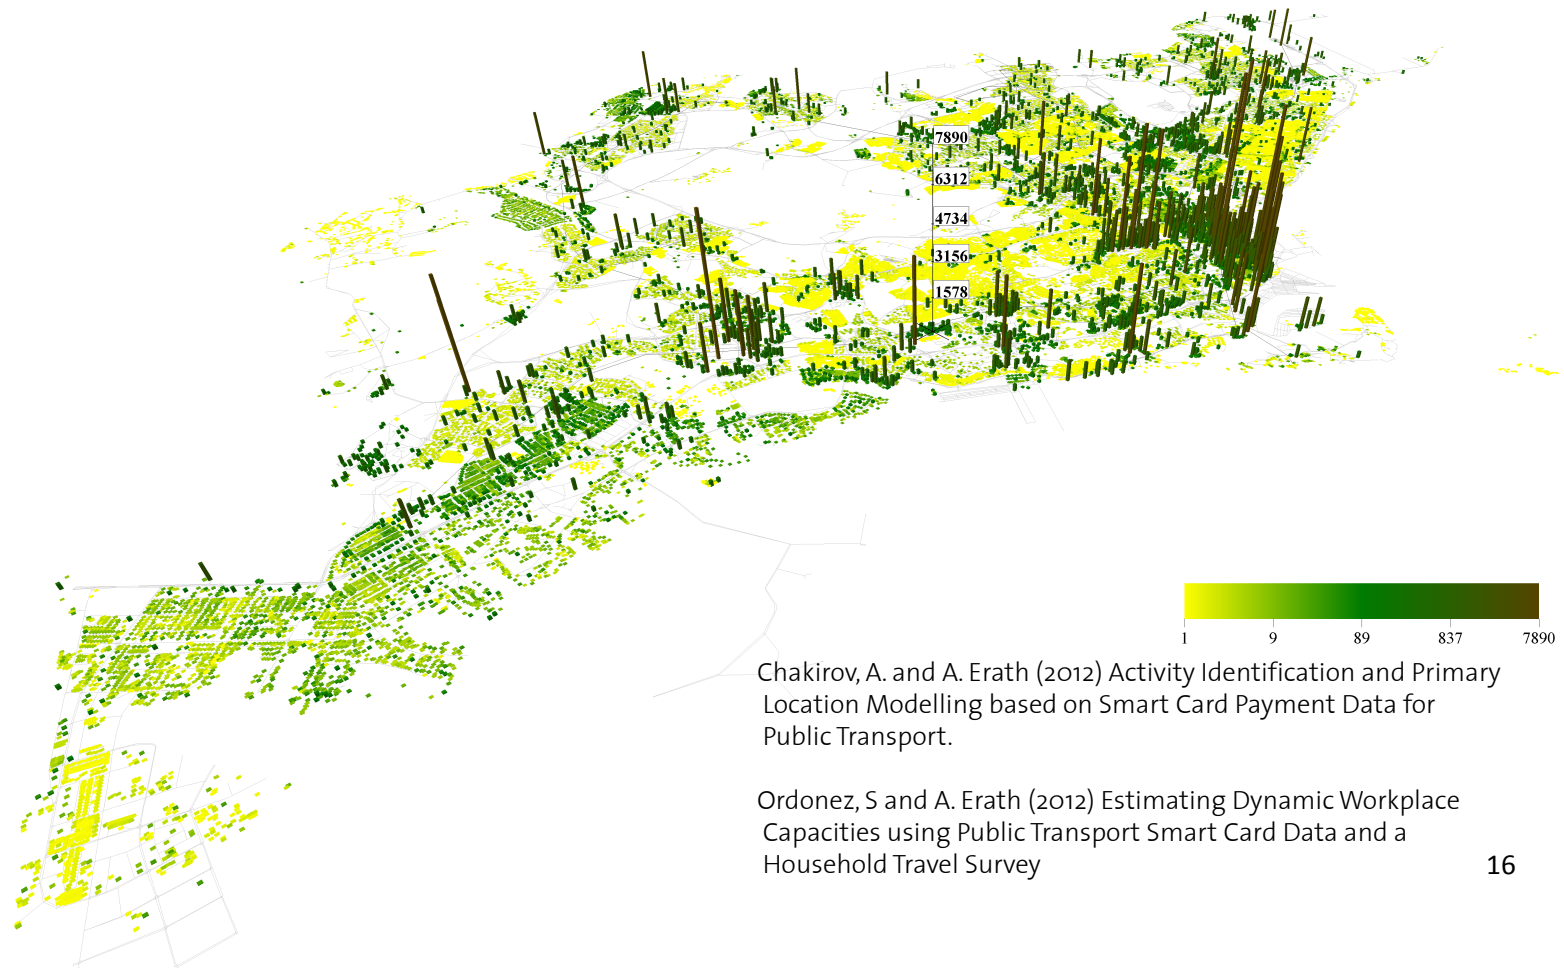 7890
6312
4734
3156
1578
1 9 89 837 7890
Chakirov, A. and A. Erath (2012) Activity Identification and Primary
Location Modelling based on Smart Card Payment Data for
Public Transport.
Ordonez, S and A. Erath (2012) Estimating Dynamic Workplace
Capacities using Public Transport Smart Card Data and a
Household Travel Survey
16